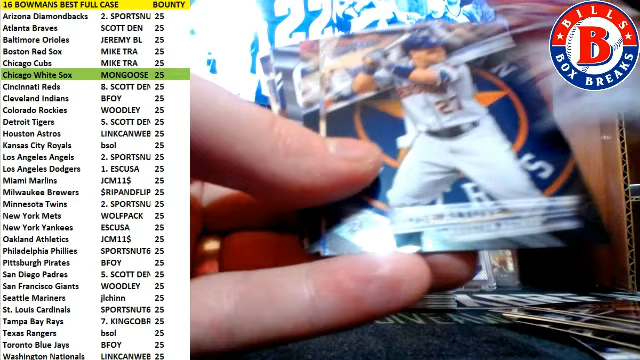 16 BOWMANS BEST FULL CASE BOUNTY
Arizona Diamondbacks 2. SPORTSNU 25
Atlanta Braves SCOTT DEN 25
Baltimore Orioles JEREMY BL 25
Boston Red Sox MIKE TRA 25
Chicago Cubs MIKE TRA 25
Chicago White Sox MONGOOSE 25
Cincinnati Reds 8. SCOTT DEN 25
Cleveland Indians BFOY 25
Colorado Rockies WOODLEY 25
Detroit Tigers 5. SCOTT DEN 25
Houston Astros LINKCANWEB 25
Kansas City Royals bsol 25
Los Angeles Angels 2. SPORTSNU 25
Los Angeles Dodgers 1. ESCUSA 25
Miami Marlins JCM11$ 25
Milwaukee Brewers $RIPANDFLIP 25
Minnesota Twins 2. SPORTSNU 25
New York Mets WOLFPACK 25
New York Yankees ESCUSA 25
Oakland Athletics JCM11$ 25
Philadelphia Phillies SPORTSNUT6 25
Pittsburgh Pirates BFOY 25
San Diego Padres 5. SCOTT DEN 25
San Francisco Giants WOODLEY 25
Seattle Mariners jlchinn 25
St. Louis Cardinals SPORTSNUT6 25
Tampa Bay Rays 7. KINGCOBR 25
Texas Rangers bsol 25
Toronto Blue Jays BFOY 25
Washington Nationals LINKCANWEB 25
BILLS
B
BOX BREAKS
27